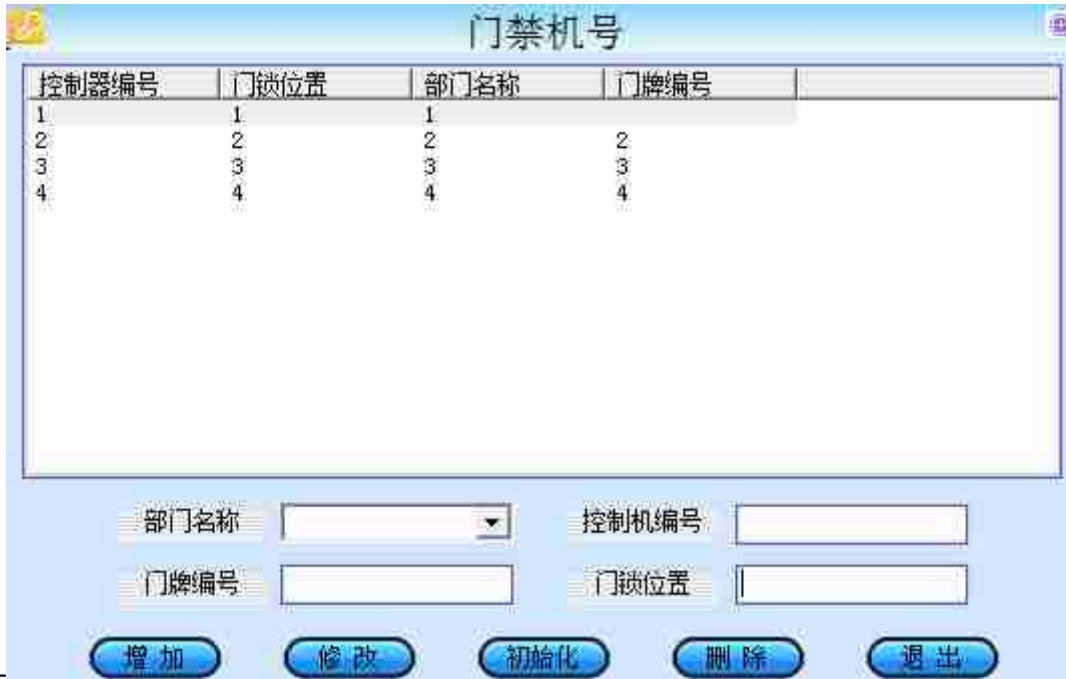 门禁机号
控制器编号 门锁位置 部门名称 门牌编号
1 1 1
2 2 2 2
3 3 3 3
4 4 4 4
部门名称 控制机编号
门牌编号 门锁位置
增加 修改 初始化 删除 退出